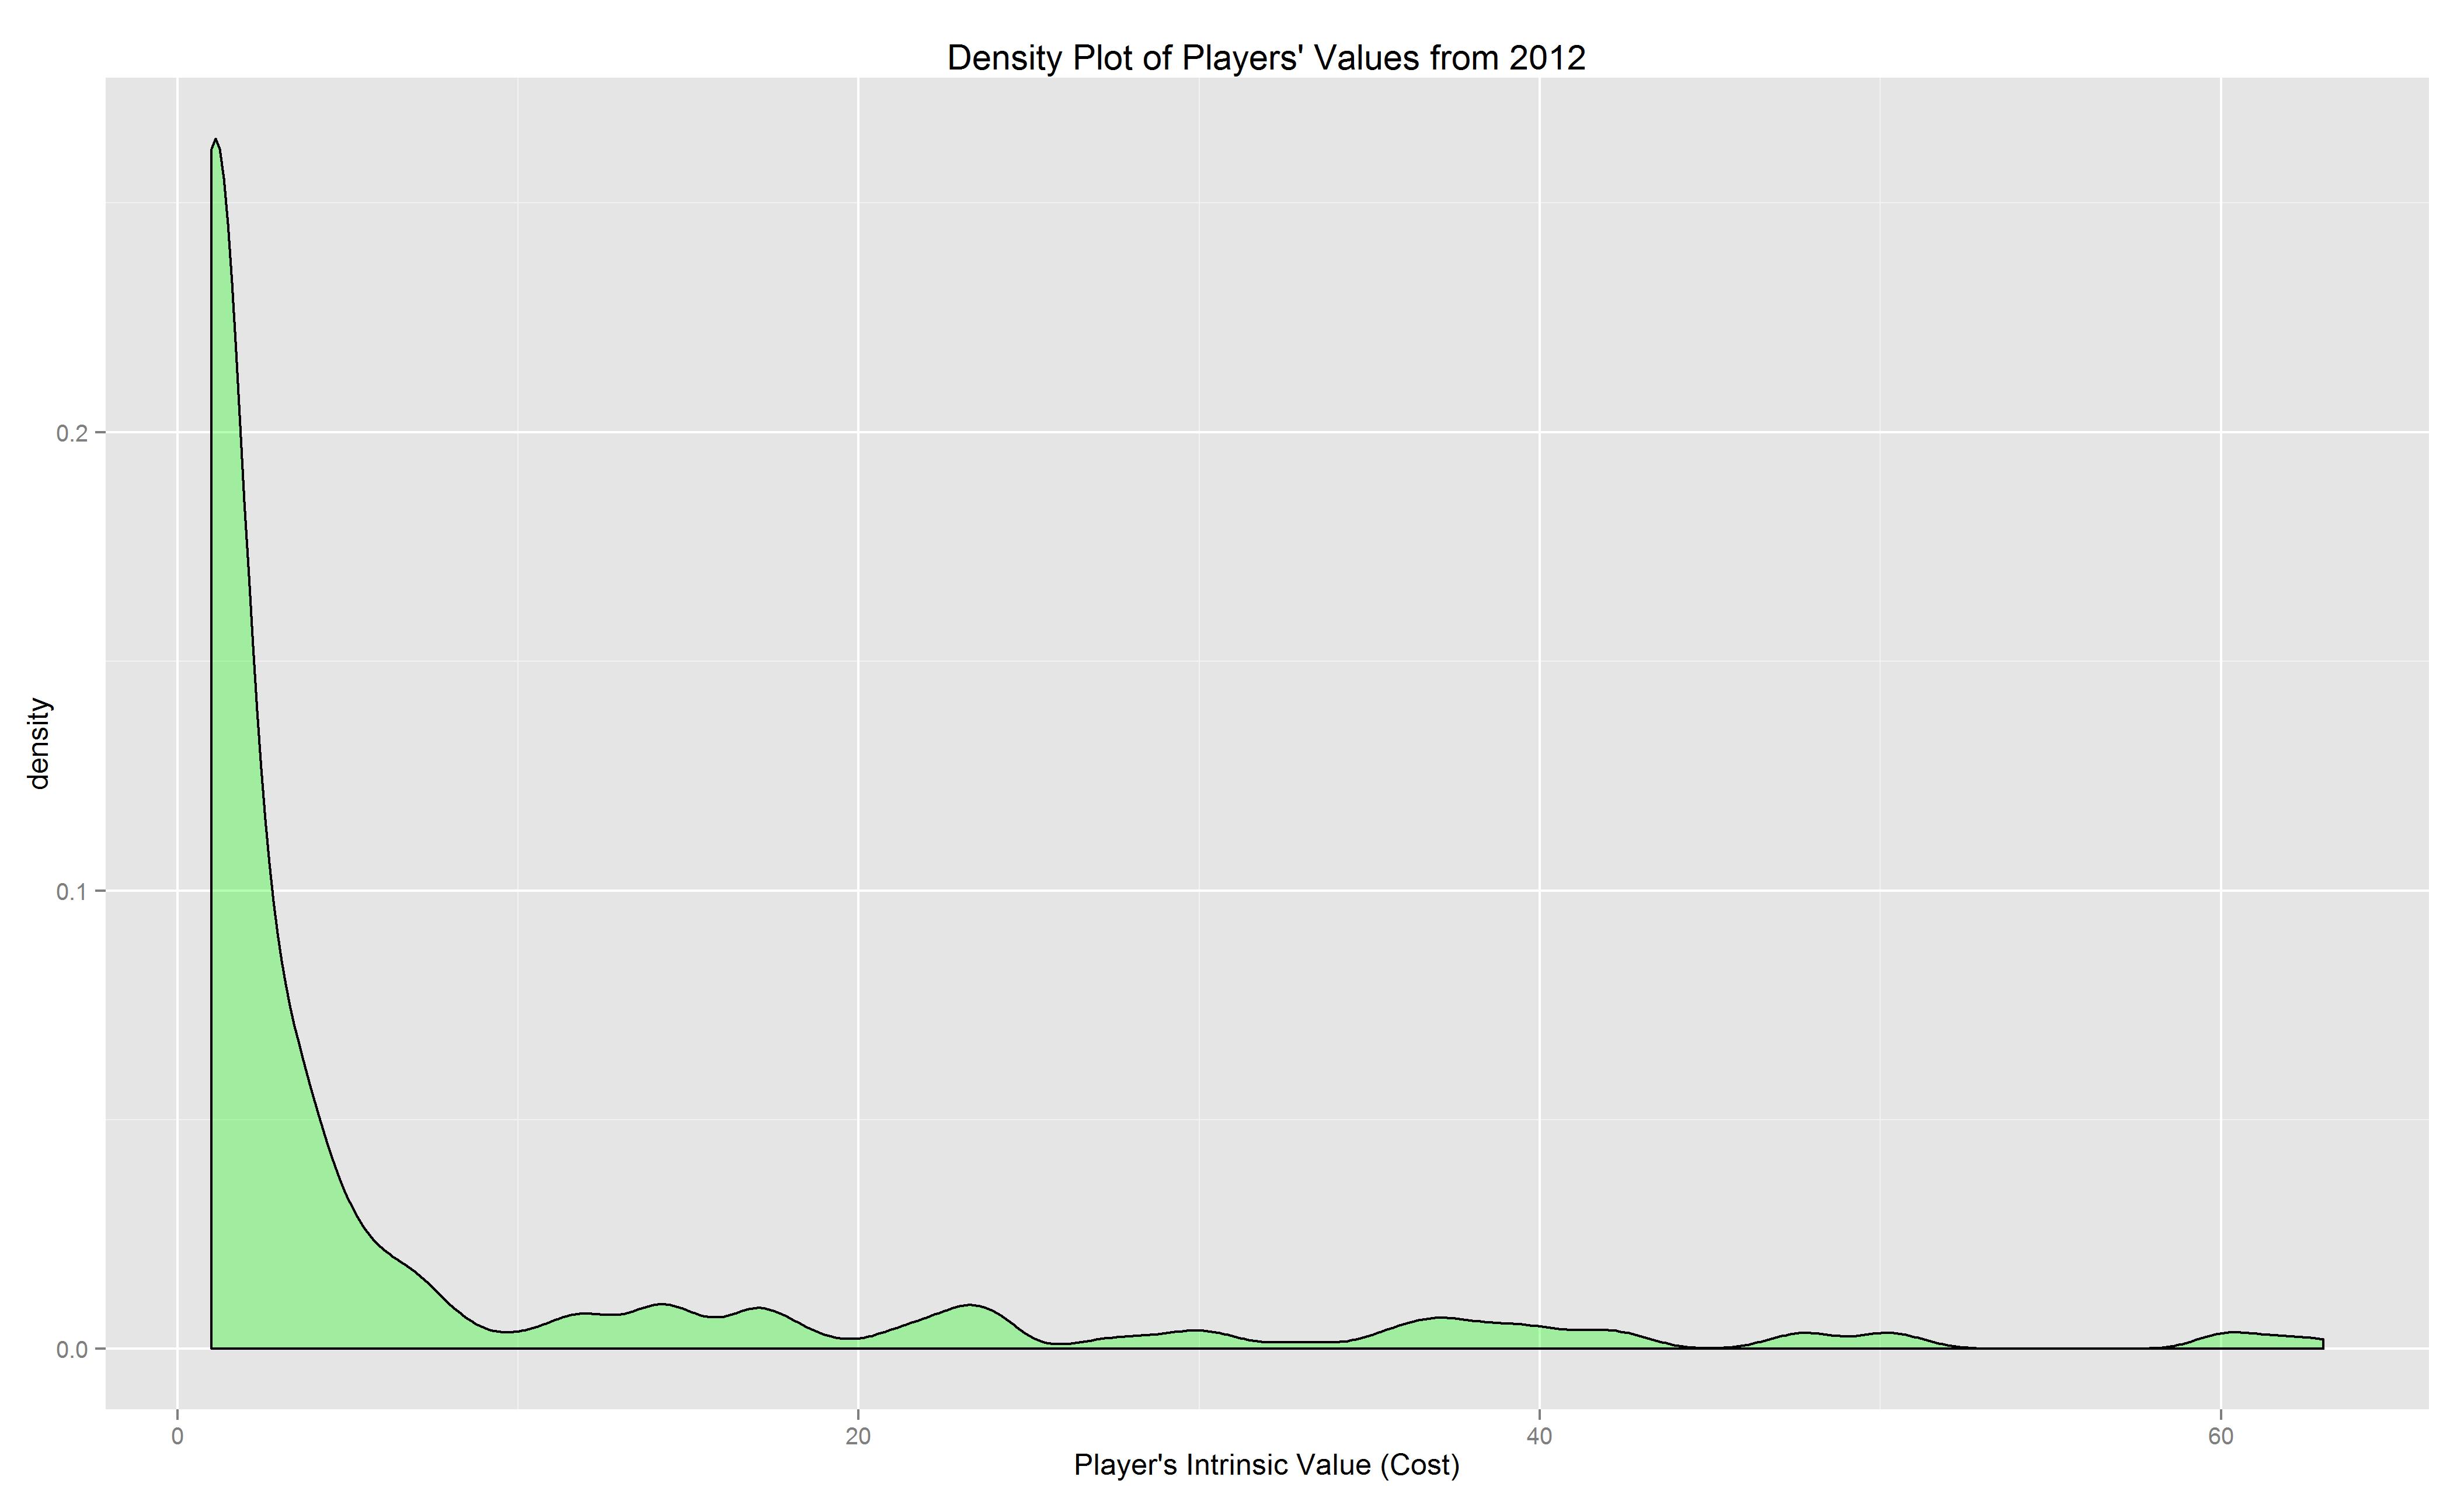 Density Plot of Players' Values from 2012
density
0.2
0.1
0.0
0
20
40
60
Player's Intrinsic Value (Cost)